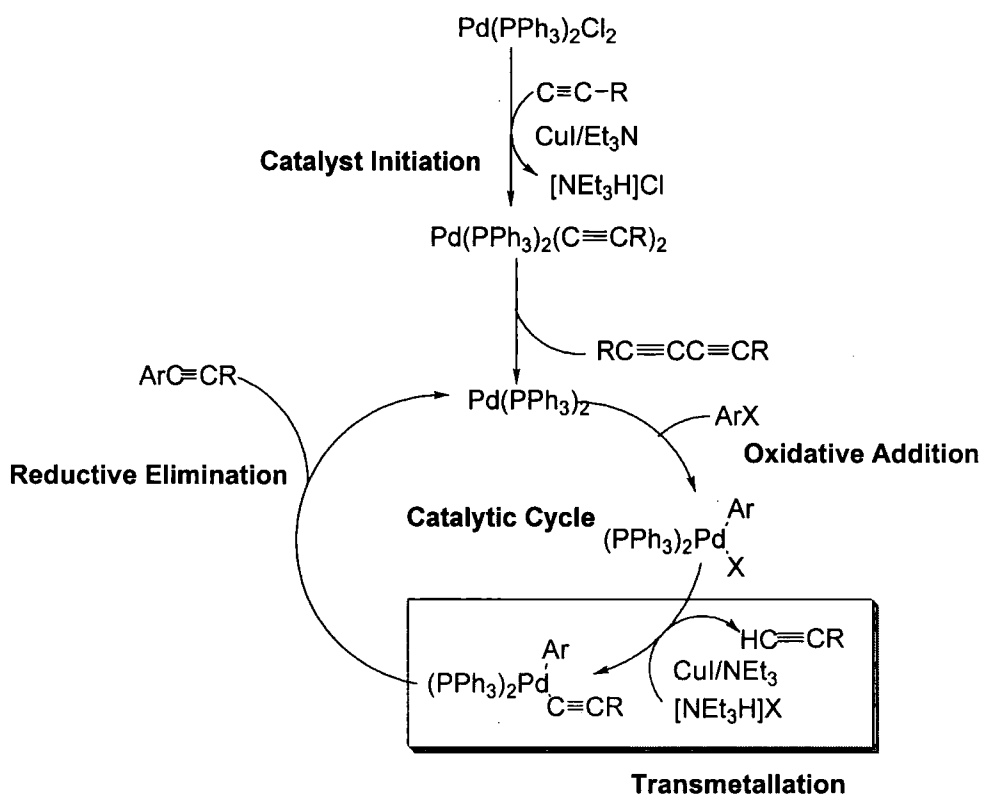 Pd(PPh₃)₂Cl₂
C≡C−R
CuI/Et₃N
Catalyst Initiation
[NEt₃H]Cl
Pd(PPh₃)₂(C≡CR)₂
RC≡CC≡CR
ArC≡CR
Pd(PPh₃)₂
ArX
Oxidative Addition
Reductive Elimination
Catalytic Cycle
Ar
(PPh₃)₂Pd
X
HC≡CR
Ar
CuI/NEt₃
(PPh₃)₂Pd
C≡CR
[NEt₃H]X
Transmetallation